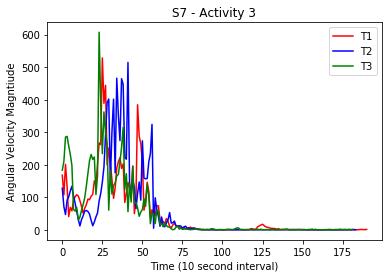 S7 - Activity 3
T1
T2
T3
Angular Velocity Magntiude
600
500
400
300
200
100
0
0 25 50 75 100 125 150 175
Time (10 second interval)